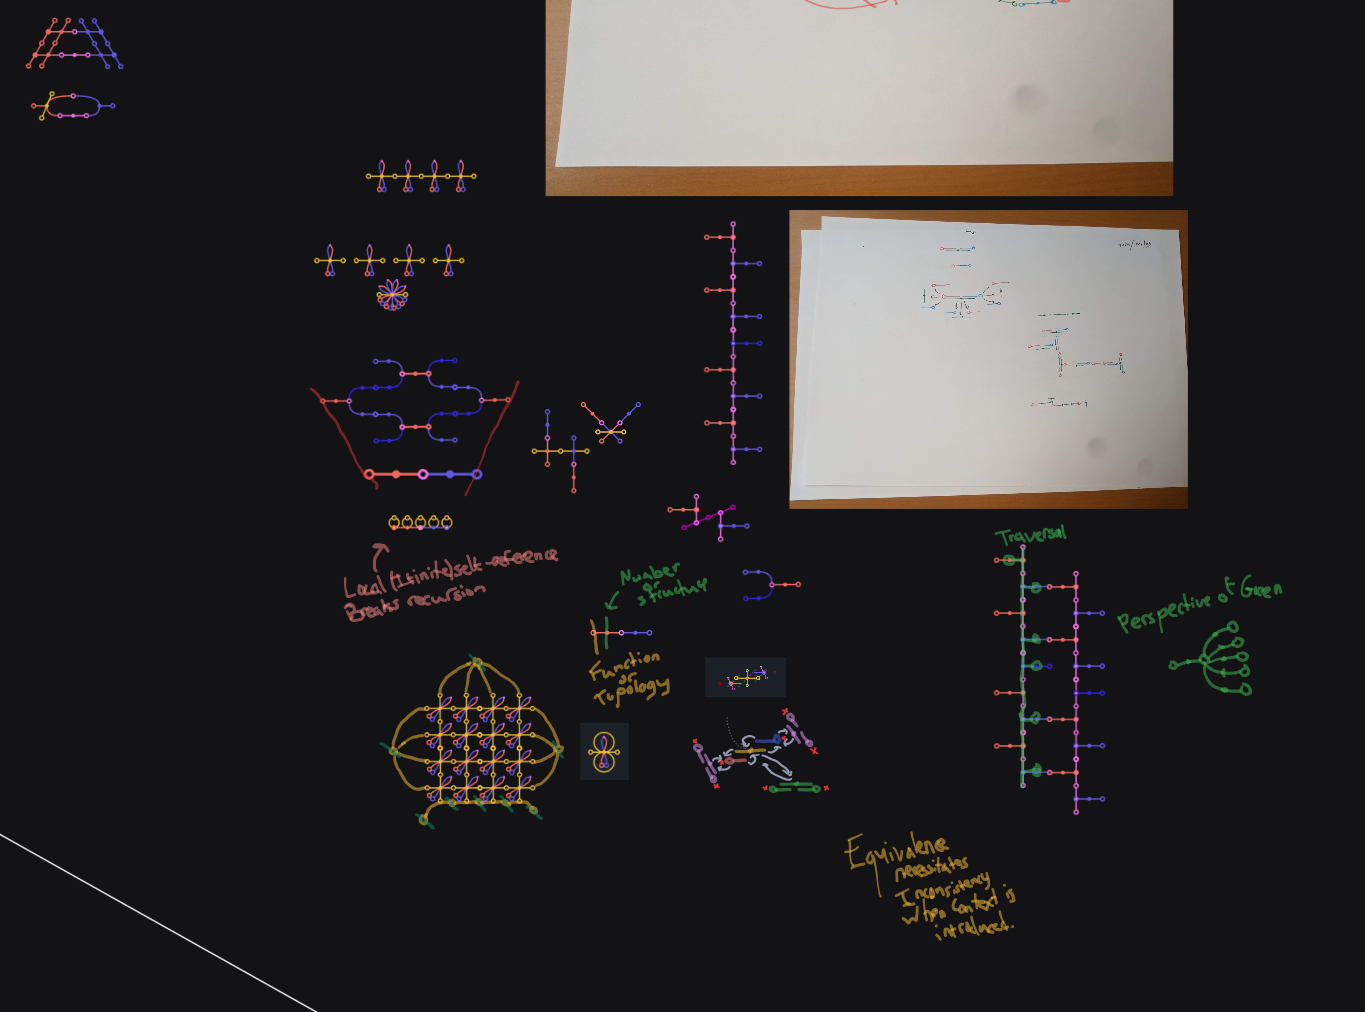 Traversal
Local (Ifinite) self-reference
Breaks recursion
Number
or
structure
Perspective of Green
Function
or
Topology
Equivalence
necessitates
Inconsistency
when Context is
introduced.